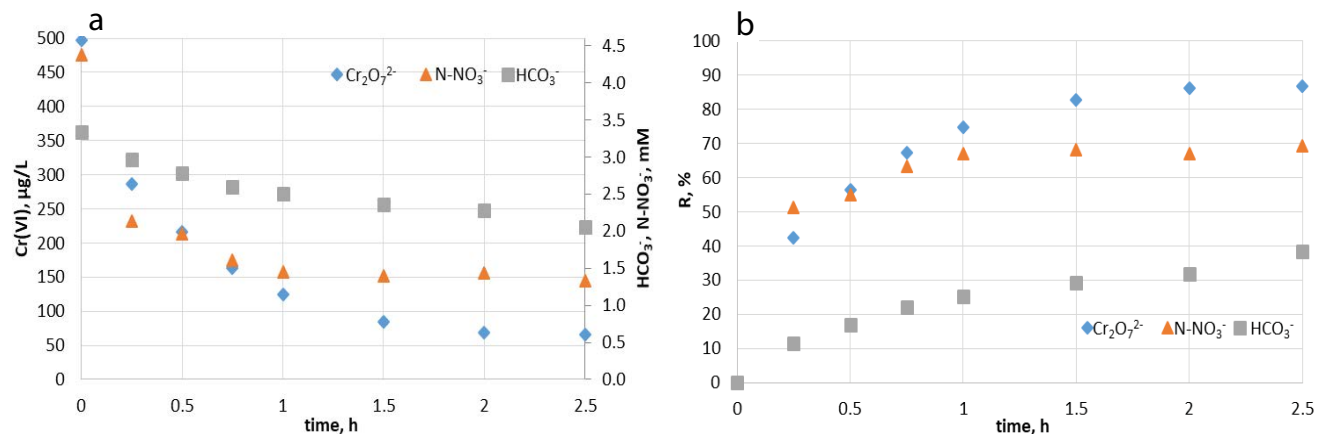 a
Cr(VI), µg/L
500
450
400
350
300
250
200
150
100
50
0
Cr₂O₇²⁻ N-NO₃⁻ HCO₃⁻
4.5
4.0
3.5
3.0
2.5
2.0
1.5
1.0
0.5
0.0
HCO₃⁻, N-NO₃⁻, mM
0 0.5 1 1.5 2 2.5
time, h
b
R, %
100
90
80
70
60
50
40
30
20
10
0
Cr₂O₇²⁻ N-NO₃⁻ HCO₃⁻
0 0.5 1 1.5 2 2.5
time, h